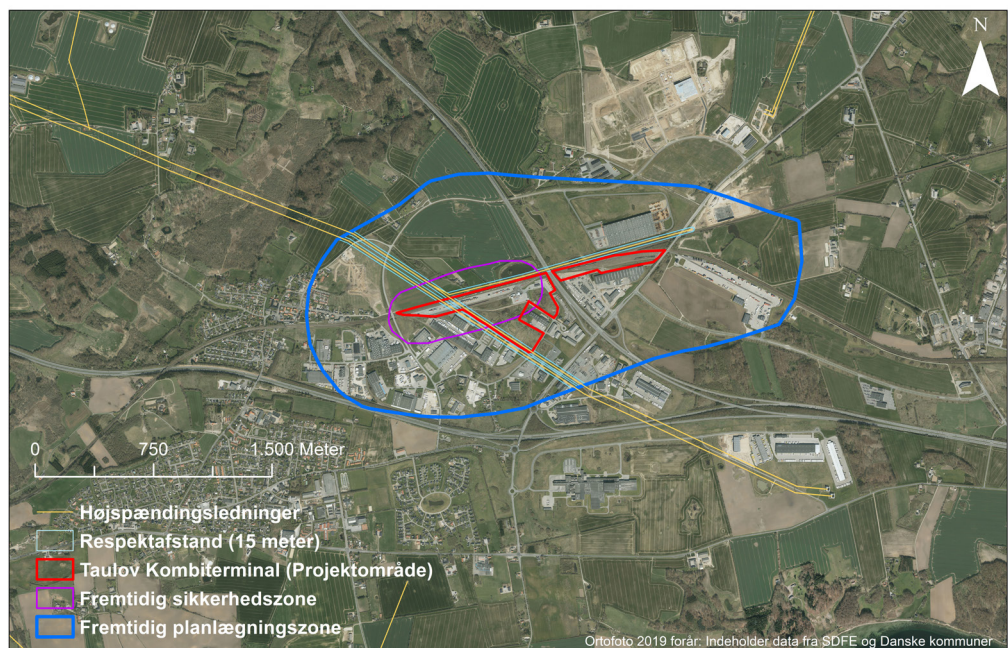 N
0 750 1.500 Meter
Højspændingsledninger
Respektafstand (15 meter)
Taulov Kombiterminal (Projektområde)
Fremtidig sikkerhedszone
Fremtidig planlægningszone
Ortofoto 2019 forår: Indeholder data fra SDFE og Danske kommuner